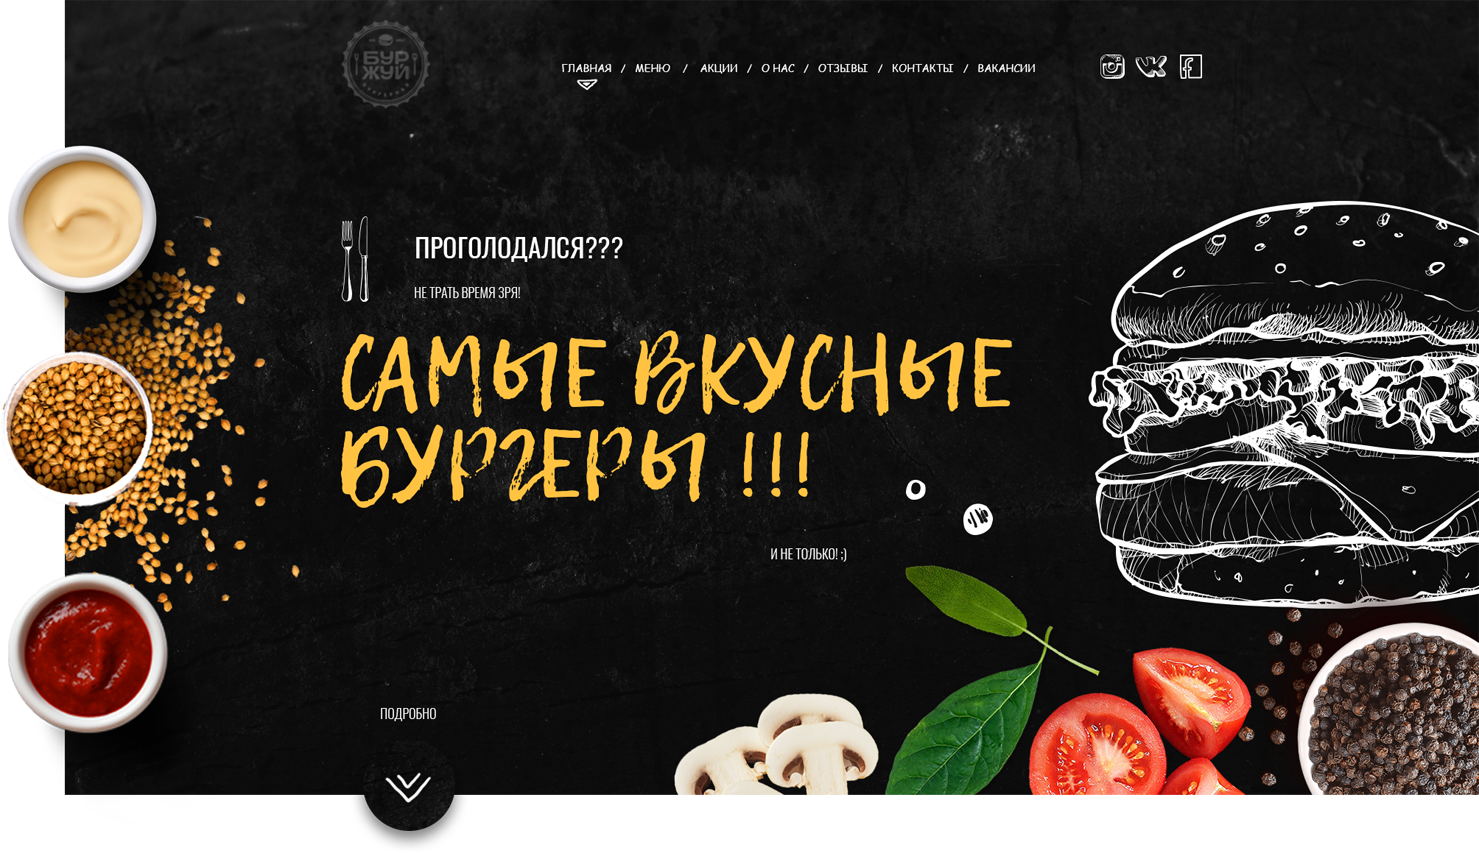 БУР
ЖУЙ
БУРГЕРНАЯ
ГЛАВНАЯ / МЕНЮ / АКЦИИ / О НАС / ОТЗЫВЫ / КОНТАКТЫ / ВАКАНСИИ
ПРОГОЛОДАЛСЯ???
НЕ ТРАТЬ ВРЕМЯ ЗРЯ!
САМЫЕ ВКУСНЫЕ
БУРГЕРЫ !!!
И НЕ ТОЛЬКО! ;)
ПОДРОБНО